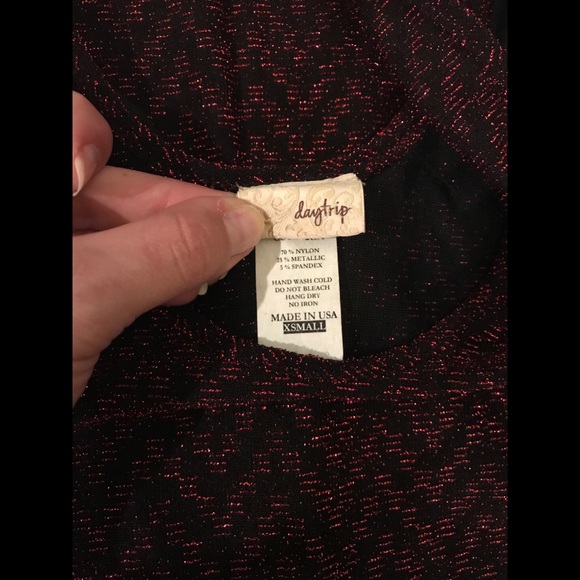 daytrip
70 % NYLON
25 % METALLIC
5 % SPANDEX
HAND WASH COLD
DO NOT BLEACH
HANG DRY
NO IRON
MADE IN USA
XSMALL